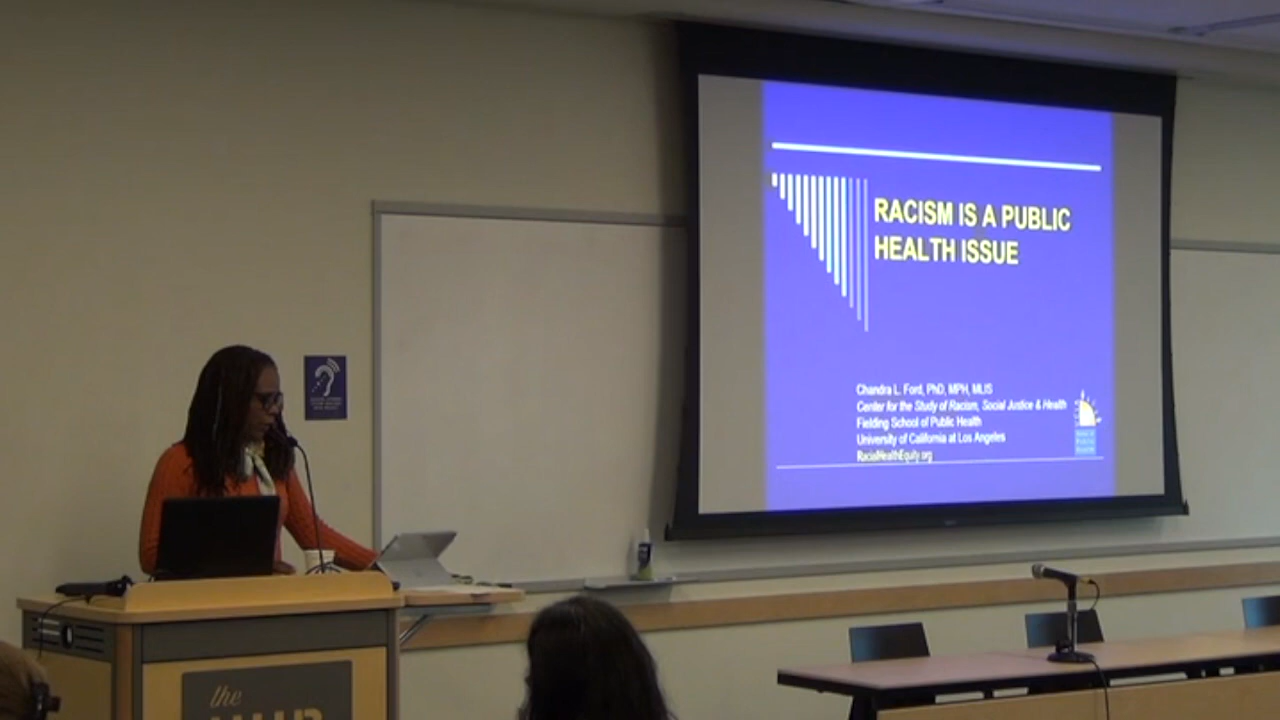 RACISM IS A PUBLIC
HEALTH ISSUE
Chandra L. Ford, PhD, MPH, MLIS
Center for the Study of Racism, Social Justice & Health
Fielding School of Public Health
University of California at Los Angeles
RacialHealthEquity.org
the